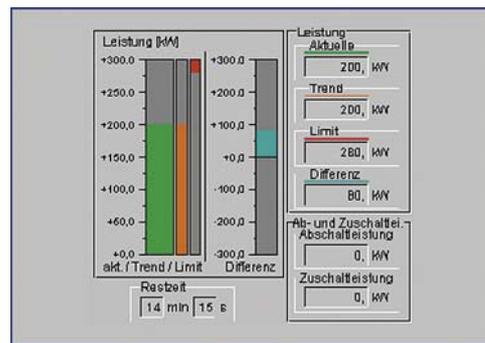 Leistung [kW]
+300.0
+250.0
+200,0
+150,0
+100,0
+60,0
+0,0
akt. / Trend / Limit
+300,0
+200,0
+100,0
+0,0
-100,0
-200,0
-300,0
Differenz
Restzeit
14 min 15 s
Leistung
Aktuelle
200, kW
Trend
200, kW
Limit
280, kW
Differenz
80, kW
Ab- und Zuschaltlei.
Abschaltleistung
0, kW
Zuschaltleistung
0, kW